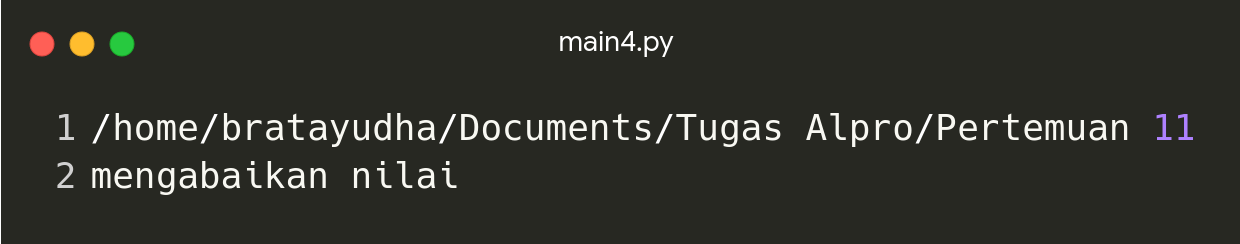 main4.py
1 /home/bratayudha/Documents/Tugas Alpro/Pertemuan 11
2 mengabaikan nilai